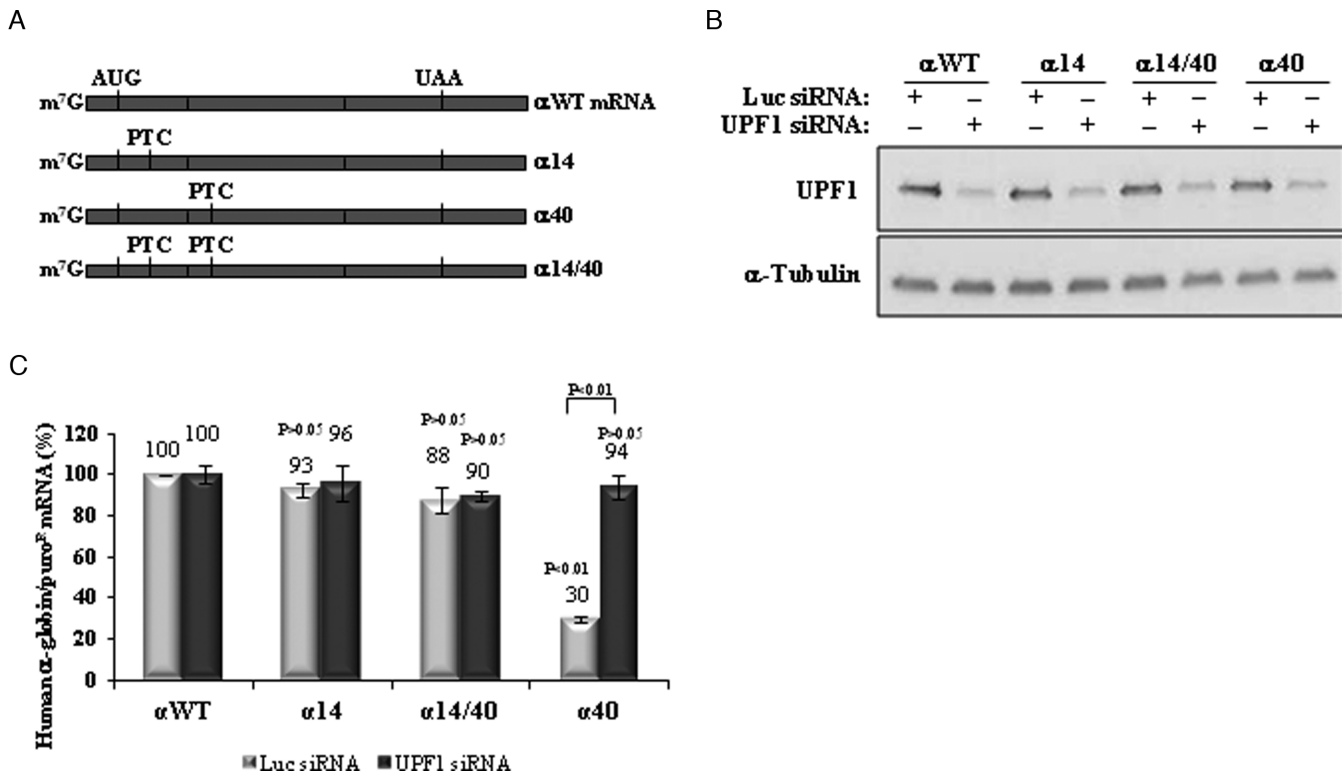 A
AUG UAA
m⁷G αWT mRNA
PTC
m⁷G α14
PTC
m⁷G α40
PTC PTC
m⁷G α14/40
B
αWT α14 α14/40 α40
Luc siRNA: + – + – + – + –
UPF1 siRNA: – + – + – + – +
UPF1
α-Tubulin
C
Human α-globin/puroᴿ mRNA (%)
120
100
80
60
40
20
0
100 100
P>0.05 93 96
P>0.05 88 P>0.05 90
P<0.01
P<0.01 30 P>0.05 94
αWT α14 α14/40 α40
Luc siRNA UPF1 siRNA